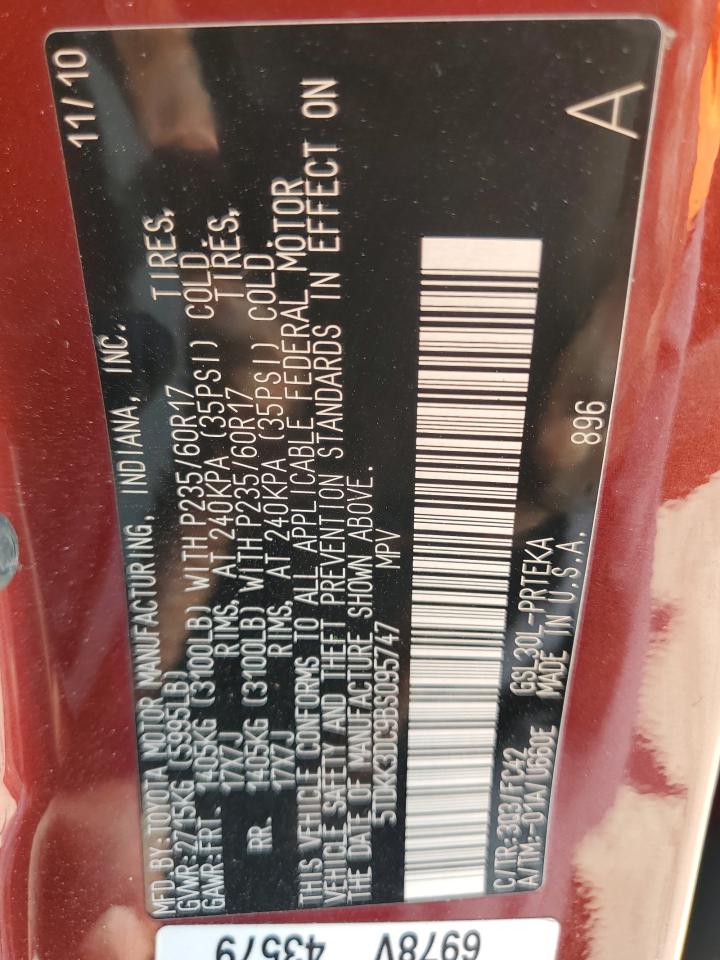 MFD.BY:TOYOTA MOTOR MANUFACTURING, INDIANA, INC. 11/10
GVWR:2715KG (5995LB)
GAWR:FRT. 1405KG (3100LB) WITH P235/60R17 TIRES,
17X7J RIMS, AT 240KPA (35PSI) COLD.
RR. 1405KG (3100LB) WITH P235/60R17 TIRES,
17X7J RIMS, AT 240KPA (35PSI) COLD.
THIS VEHICLE CONFORMS TO ALL APPLICABLE FEDERAL MOTOR
VEHICLE SAFETY AND THEFT PREVENTION STANDARDS IN EFFECT ON
THE DATE OF MANUFACTURE SHOWN ABOVE.
5TDKK3DC9BS095747 MPV
C/TR:3Q3/FC42 GSL30L-PRTEKA 896 A
A/TM:-01A/U660E MADE IN U.S.A.
6978V
43579